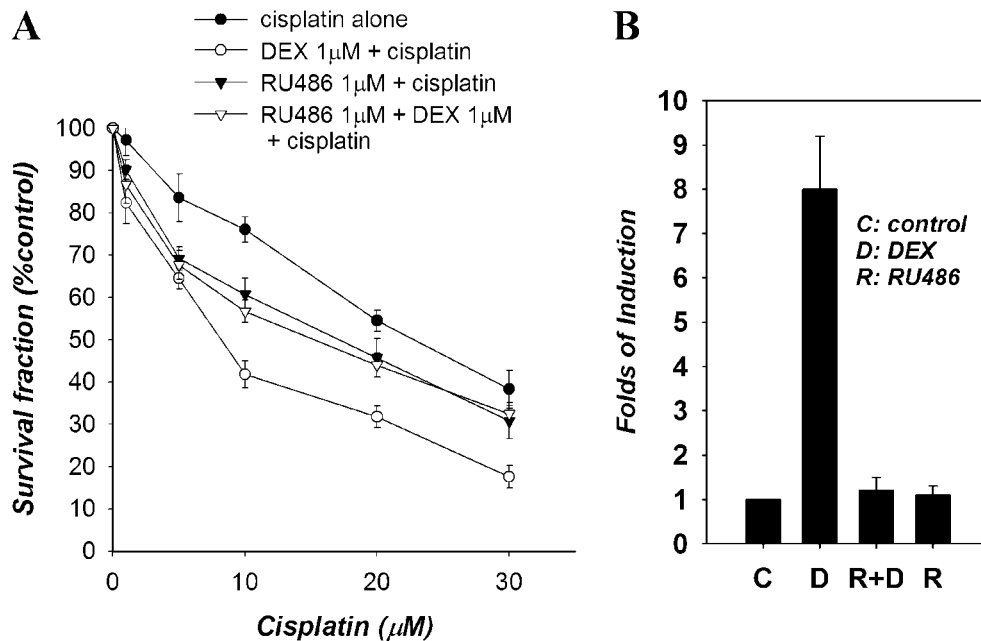 A
cisplatin alone
DEX 1μM + cisplatin
RU486 1μM + cisplatin
RU486 1μM + DEX 1μM
+ cisplatin
100
90
80
70
60
50
40
30
20
10
0
Survival fraction (%control)
0 10 20 30
Cisplatin (μM)
B
10
9
8
7
6
5
4
3
2
1
0
Folds of Induction
C: control
D: DEX
R: RU486
C D R+D R